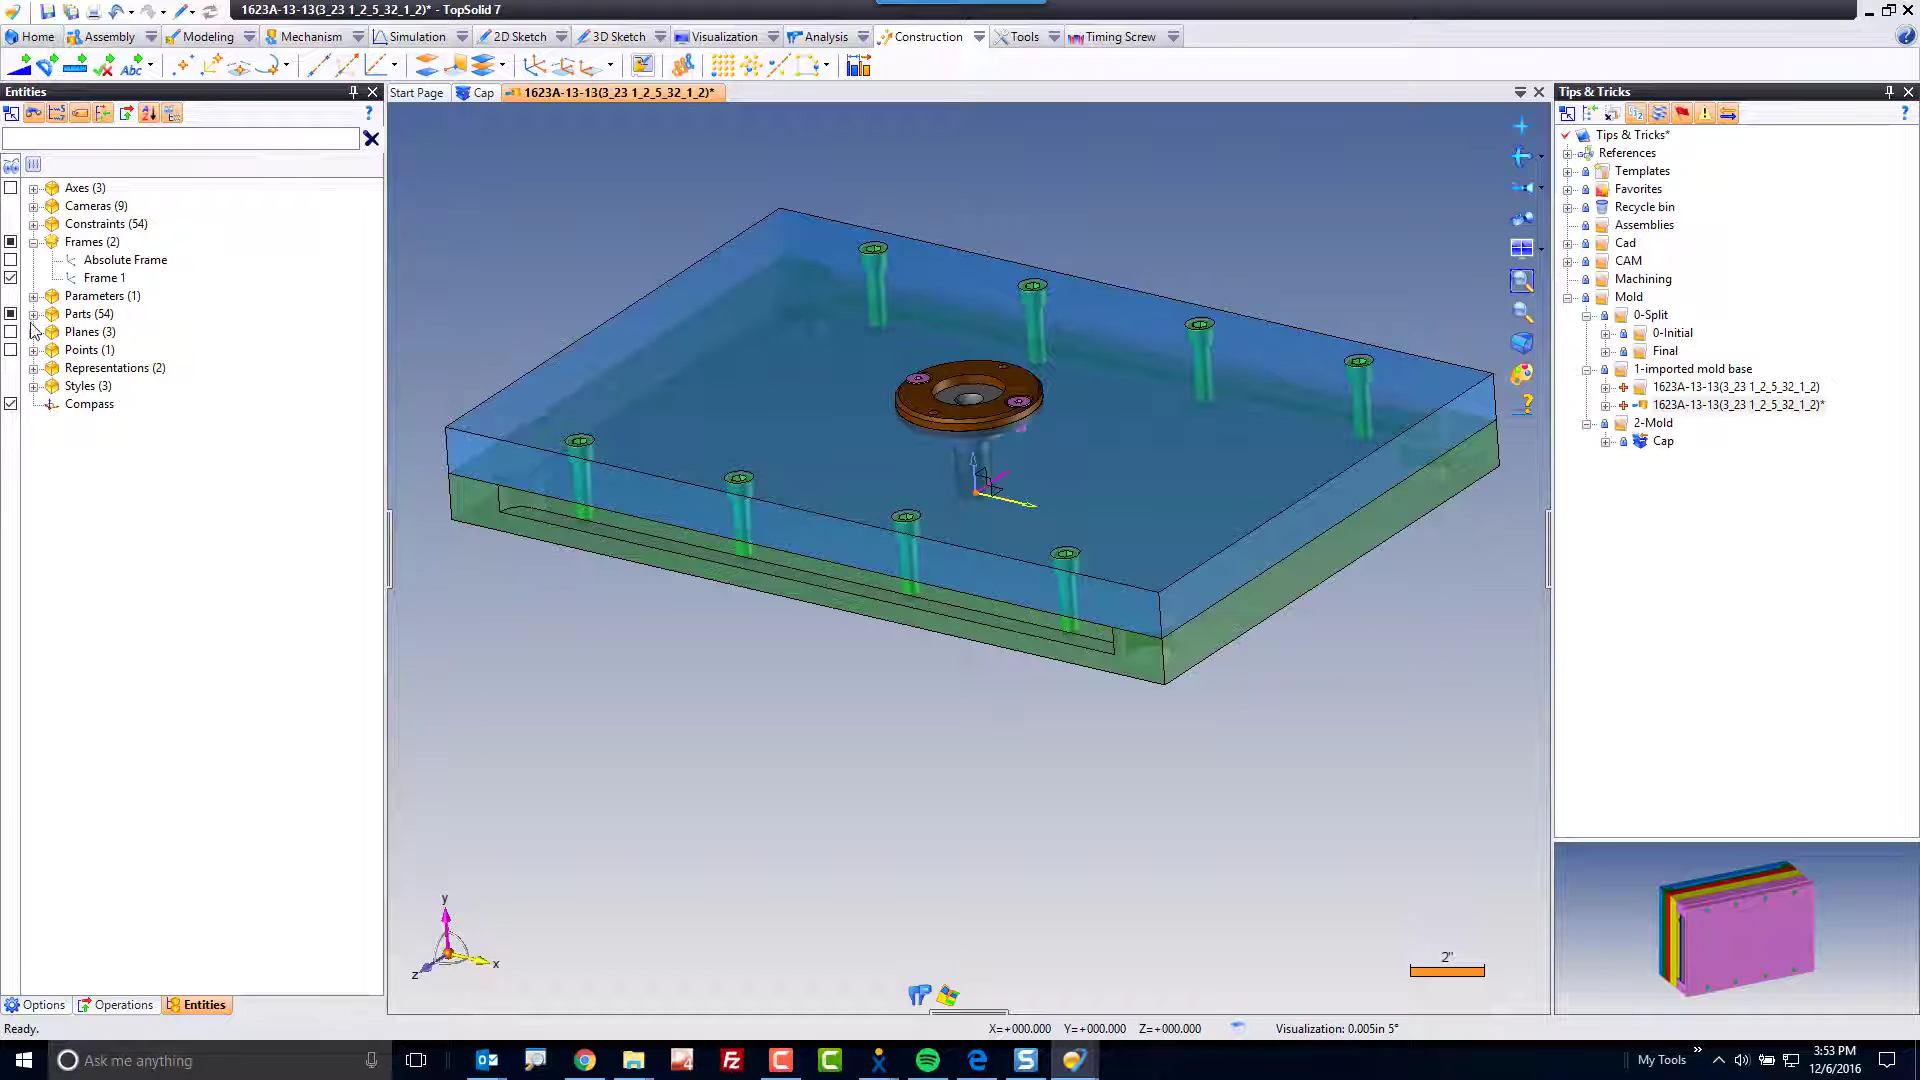 1623A-13-13(3_23 1_2_5_32_1_2)* - TopSolid 7
Home Assembly Modeling Mechanism Simulation 2D Sketch 3D Sketch Visualization Analysis Construction Tools Timing Screw
Abc
Entities
Start Page Cap 1623A-13-13(3_23 1_2_5_32_1_2)*
Axes (3)
Cameras (9)
Constraints (54)
Frames (2)
Absolute Frame
Frame 1
Parameters (1)
Parts (54)
Planes (3)
Points (1)
Representations (2)
Styles (3)
Compass
Options Operations Entities
Ready.
y
x
z
2"
X=+000.000 Y=+000.000 Z=+000.000 Visualization: 0.005in 5°
Tips & Tricks
Tips & Tricks*
References
Templates
Favorites
Recycle bin
Assemblies
Cad
CAM
Machining
Mold
0-Split
0-Initial
Final
1-imported mold base
1623A-13-13(3_23 1_2_5_32_1_2)
1623A-13-13(3_23 1_2_5_32_1_2)*
2-Mold
Cap
Ask me anything
My Tools
3:53 PM
12/6/2016